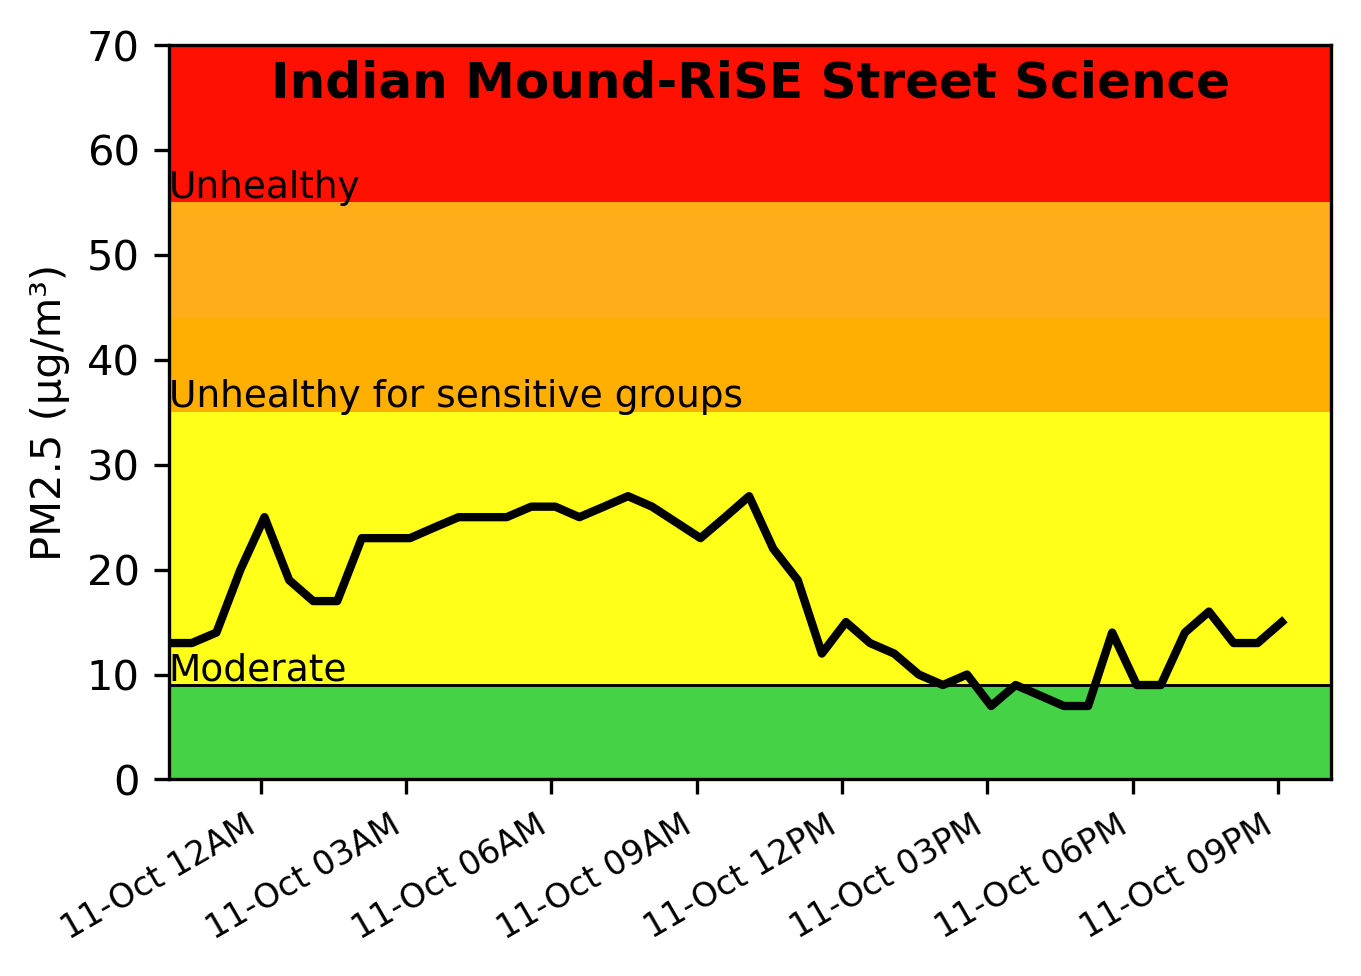 Indian Mound-RiSE Street Science
PM2.5 (µg/m³)
70
60
50
40
30
20
10
0
Unhealthy
Unhealthy for sensitive groups
Moderate
11-Oct 12AM
11-Oct 03AM
11-Oct 06AM
11-Oct 09AM
11-Oct 12PM
11-Oct 03PM
11-Oct 06PM
11-Oct 09PM